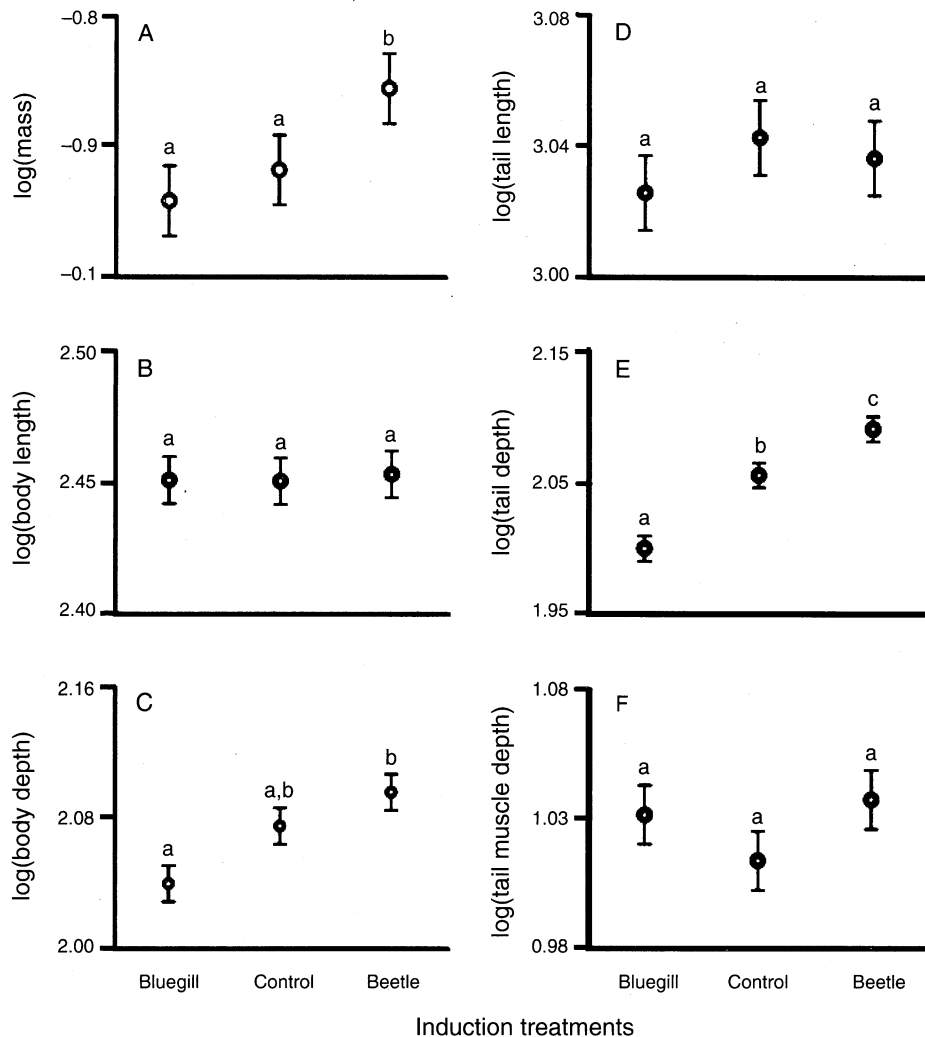 A
−0.8
−0.9
−0.1
log(mass)
a
a
b
D
3.08
3.04
3.00
log(tail length)
a
a
a
B
2.50
2.45
2.40
log(body length)
a
a
a
E
2.15
2.05
1.95
log(tail depth)
a
b
c
C
2.16
2.08
2.00
log(body depth)
a
a,b
b
F
1.08
1.03
0.98
log(tail muscle depth)
a
a
a
Bluegill Control Beetle
Bluegill Control Beetle
Induction treatments